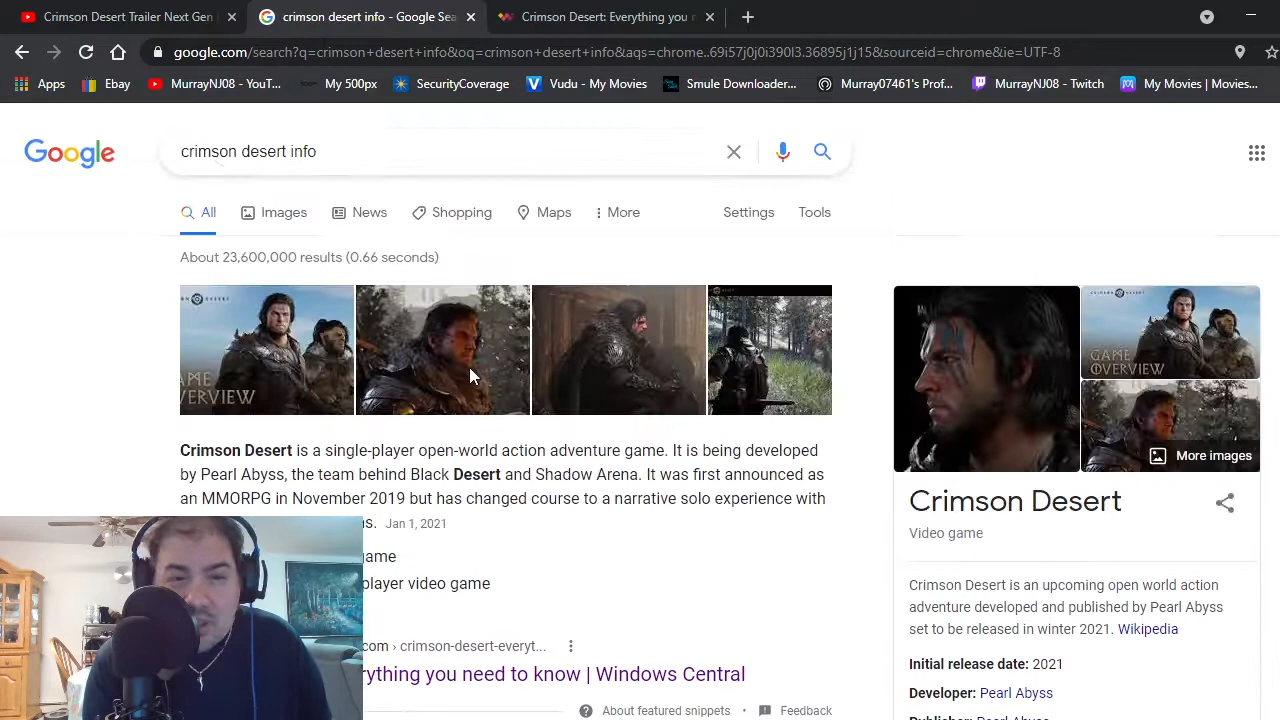 Crimson Desert Trailer Next Gen
crimson desert info - Google Sea
Crimson Desert: Everything you n
google.com/search?q=crimson+desert+info&oq=crimson+desert+info&aqs=chrome..69i57j0j0i390l3.36895j1j15&sourceid=chrome&ie=UTF-8
Apps Ebay MurrayNJ08 - YouT... My 500px SecurityCoverage Vudu - My Movies Smule Downloader... Murray07461's Prof... MurrayNJ08 - Twitch My Movies | Movies...
Google
crimson desert info
All Images News Shopping Maps More Settings Tools
About 23,600,000 results (0.66 seconds)
GAME
OVERVIEW
Crimson Desert is a single-player open-world action adventure game. It is being developed
by Pearl Abyss, the team behind Black Desert and Shadow Arena. It was first announced as
an MMORPG in November 2019 but has changed course to a narrative solo experience with
s. Jan 1, 2021
game
player video game
com › crimson-desert-everyt...
rything you need to know | Windows Central
About featured snippets • Feedback
CRIMSON DESERT
GAME
OVERVIEW
More images
Crimson Desert
Video game
Crimson Desert is an upcoming open world action
adventure developed and published by Pearl Abyss
set to be released in winter 2021. Wikipedia
Initial release date: 2021
Developer: Pearl Abyss
Publisher: Pearl Abyss